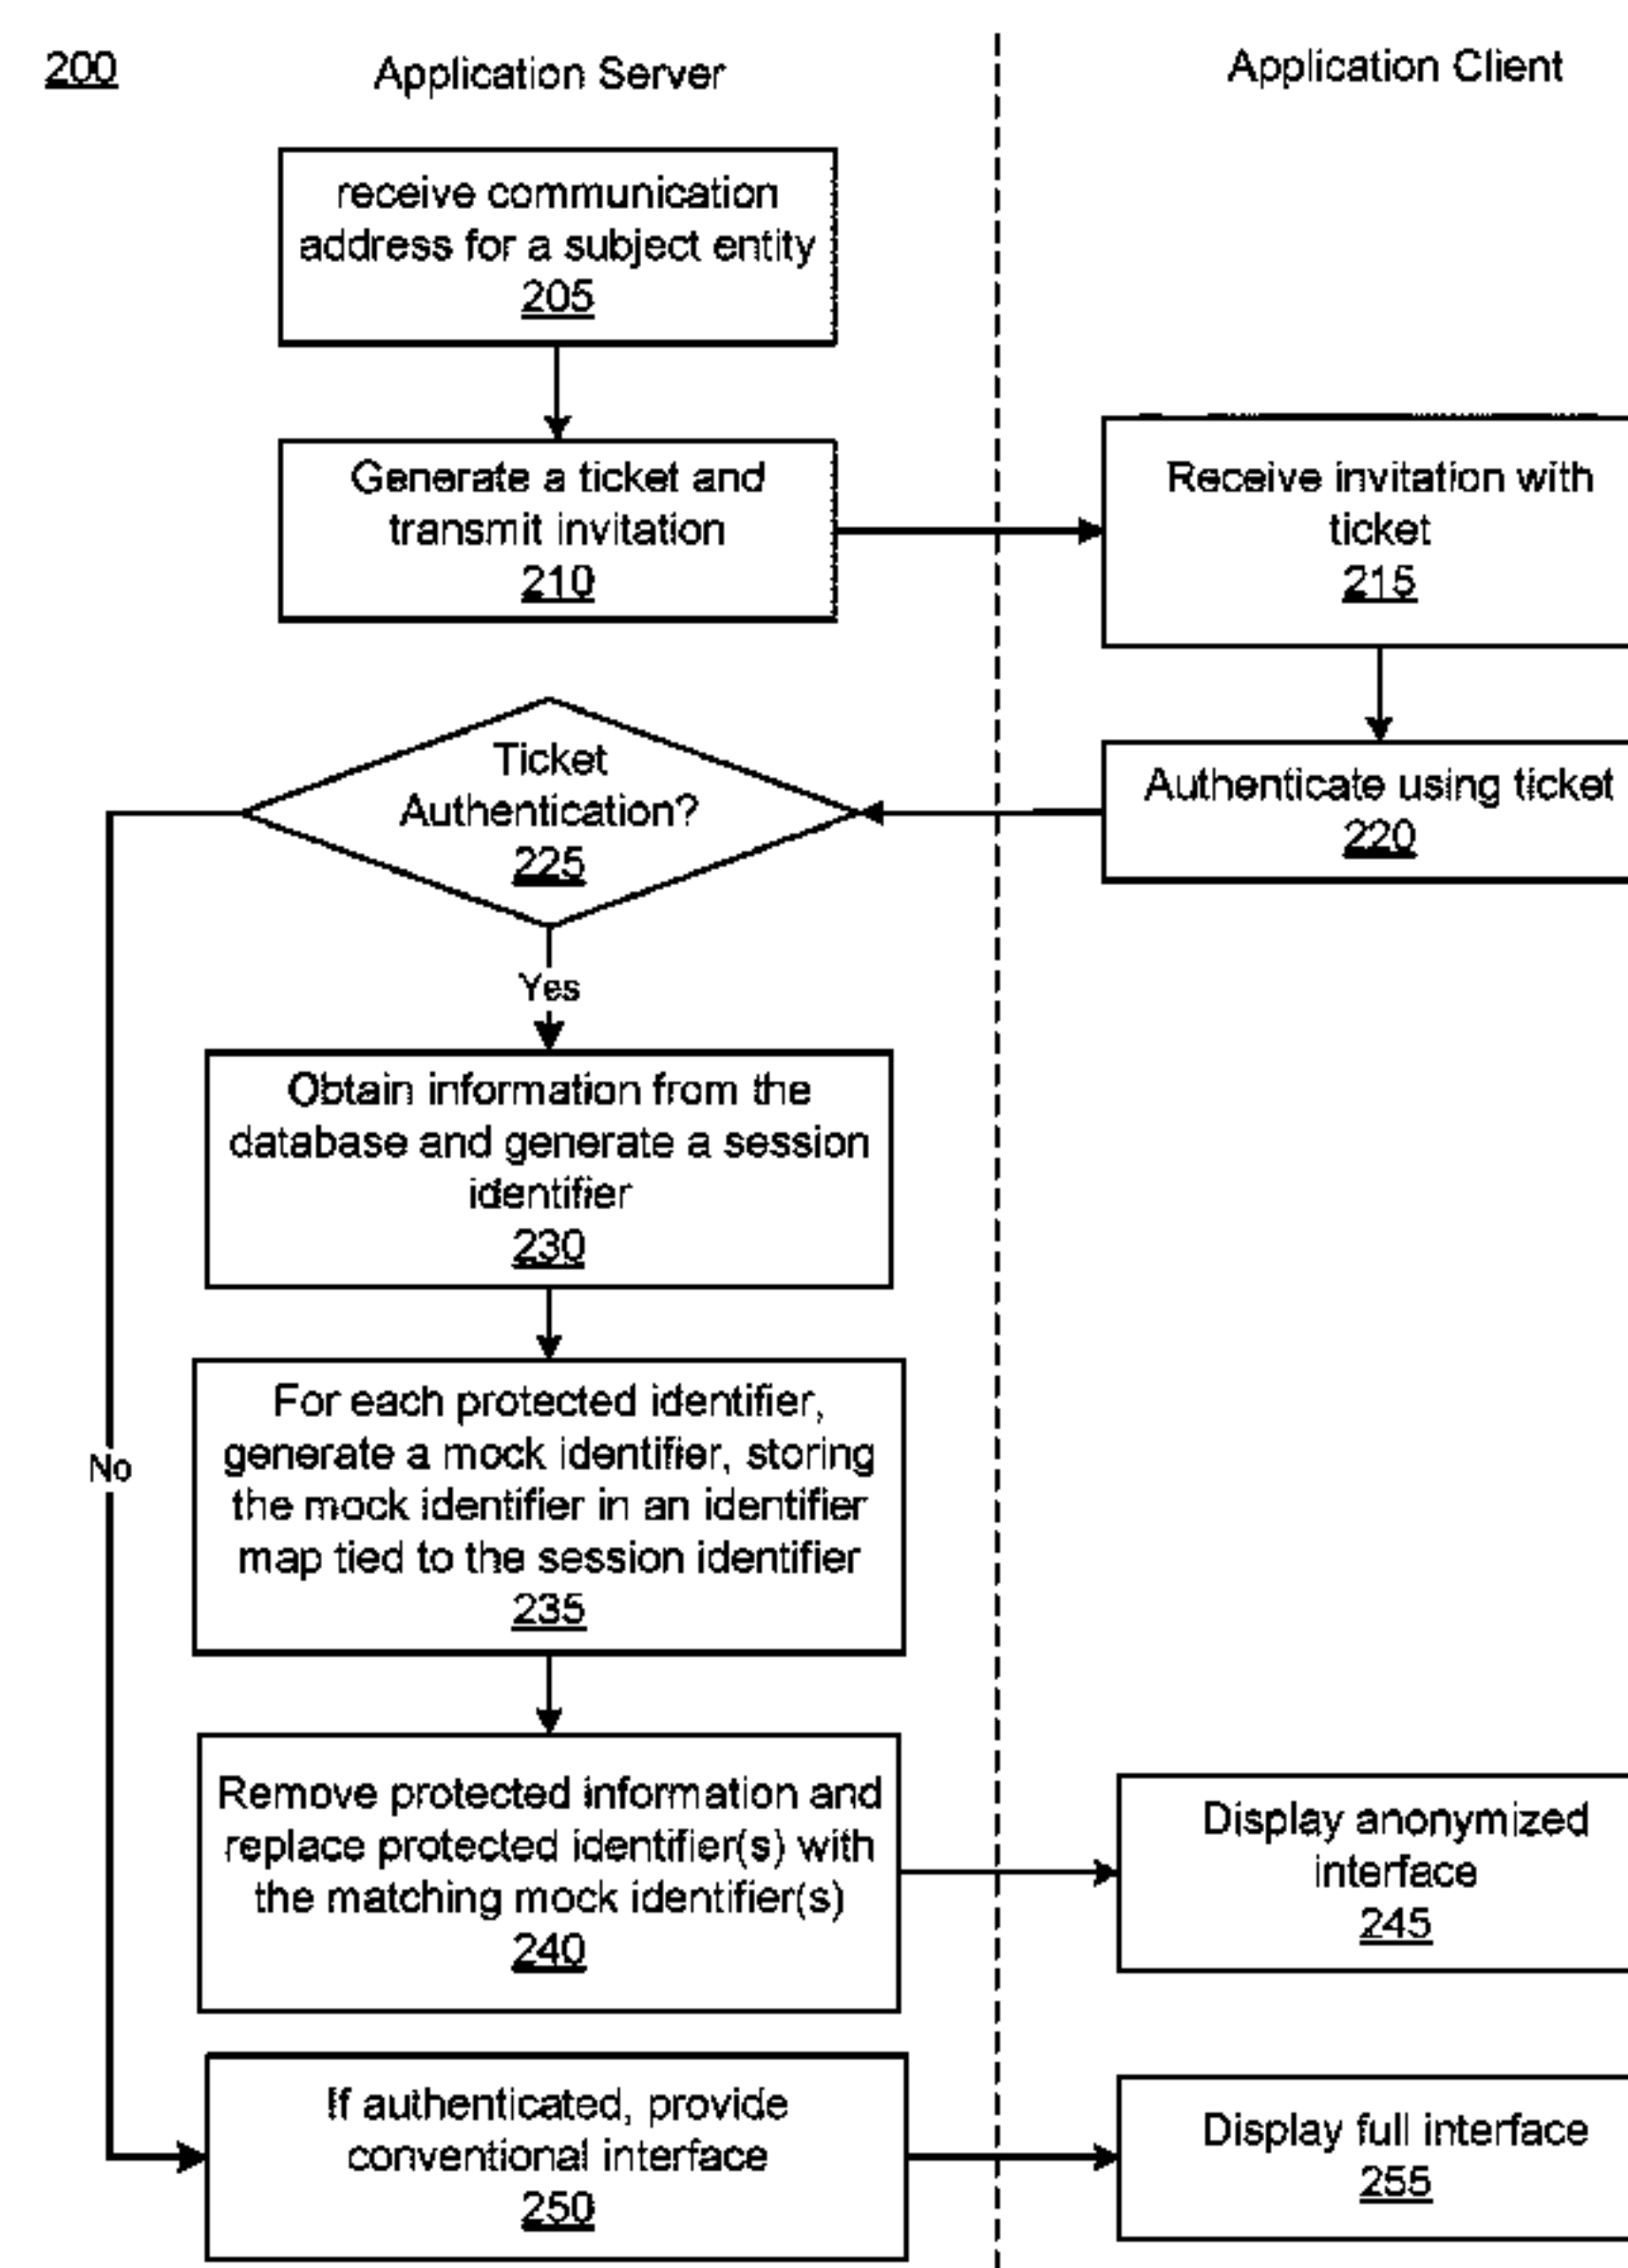 200
Application Server
Application Client
receive communication
address for a subject entity
205
Generate a ticket and
transmit invitation
210
Receive invitation with
ticket
215
Authenticate using ticket
220
Ticket
Authentication?
225
Yes
Obtain information from the
database and generate a session
identifier
230
For each protected identifier,
generate a mock identifier, storing
the mock identifier in an identifier
map tied to the session identifier
235
No
Remove protected information and
replace protected identifier(s) with
the matching mock identifier(s)
240
Display anonymized
interface
245
If authenticated, provide
conventional interface
250
Display full interface
255